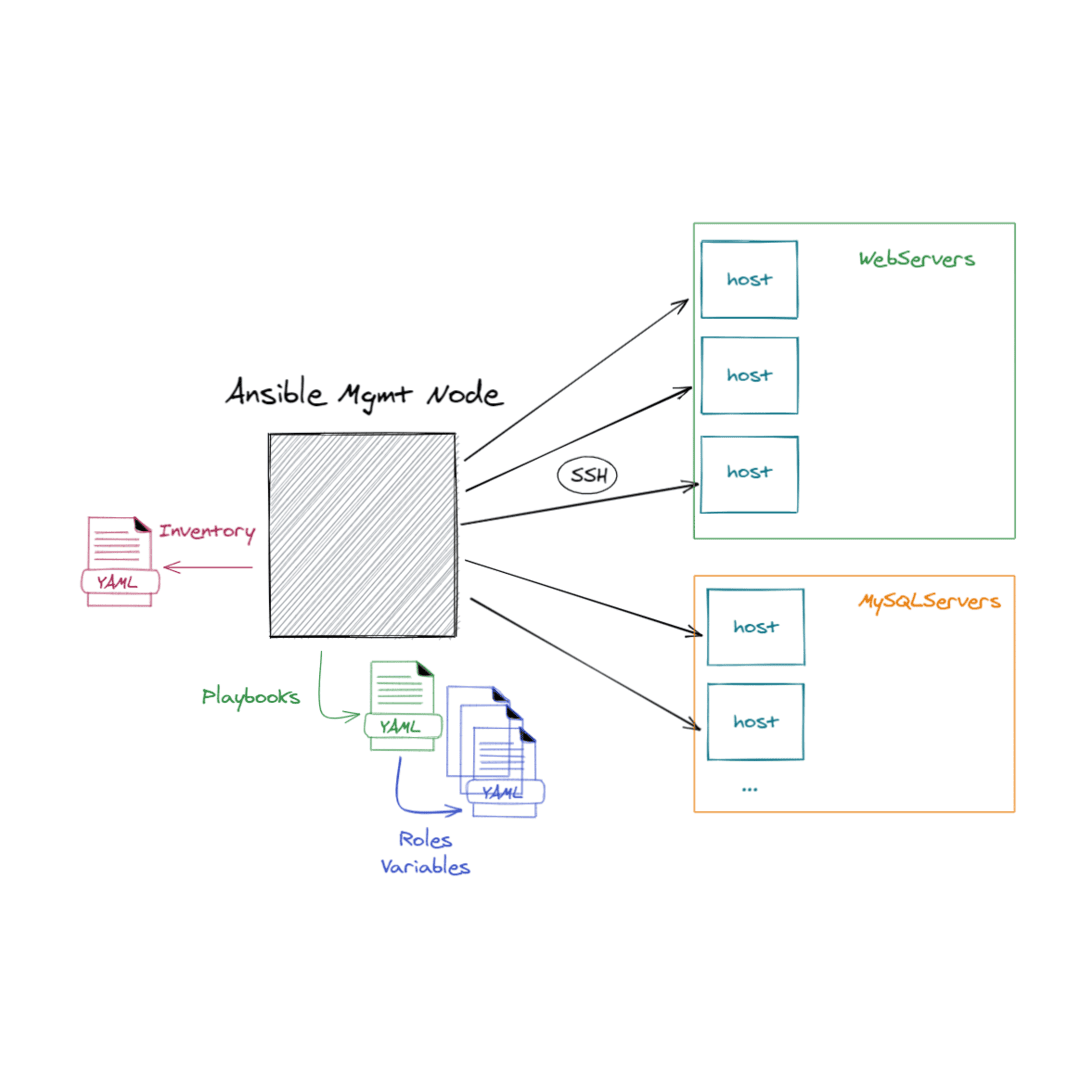 WebServers
host
host
Ansible Mgmt Node
host
SSH
Inventory
YAML
MySQLServers
host
Playbooks
YAML
host
YAML
...
Roles
Variables